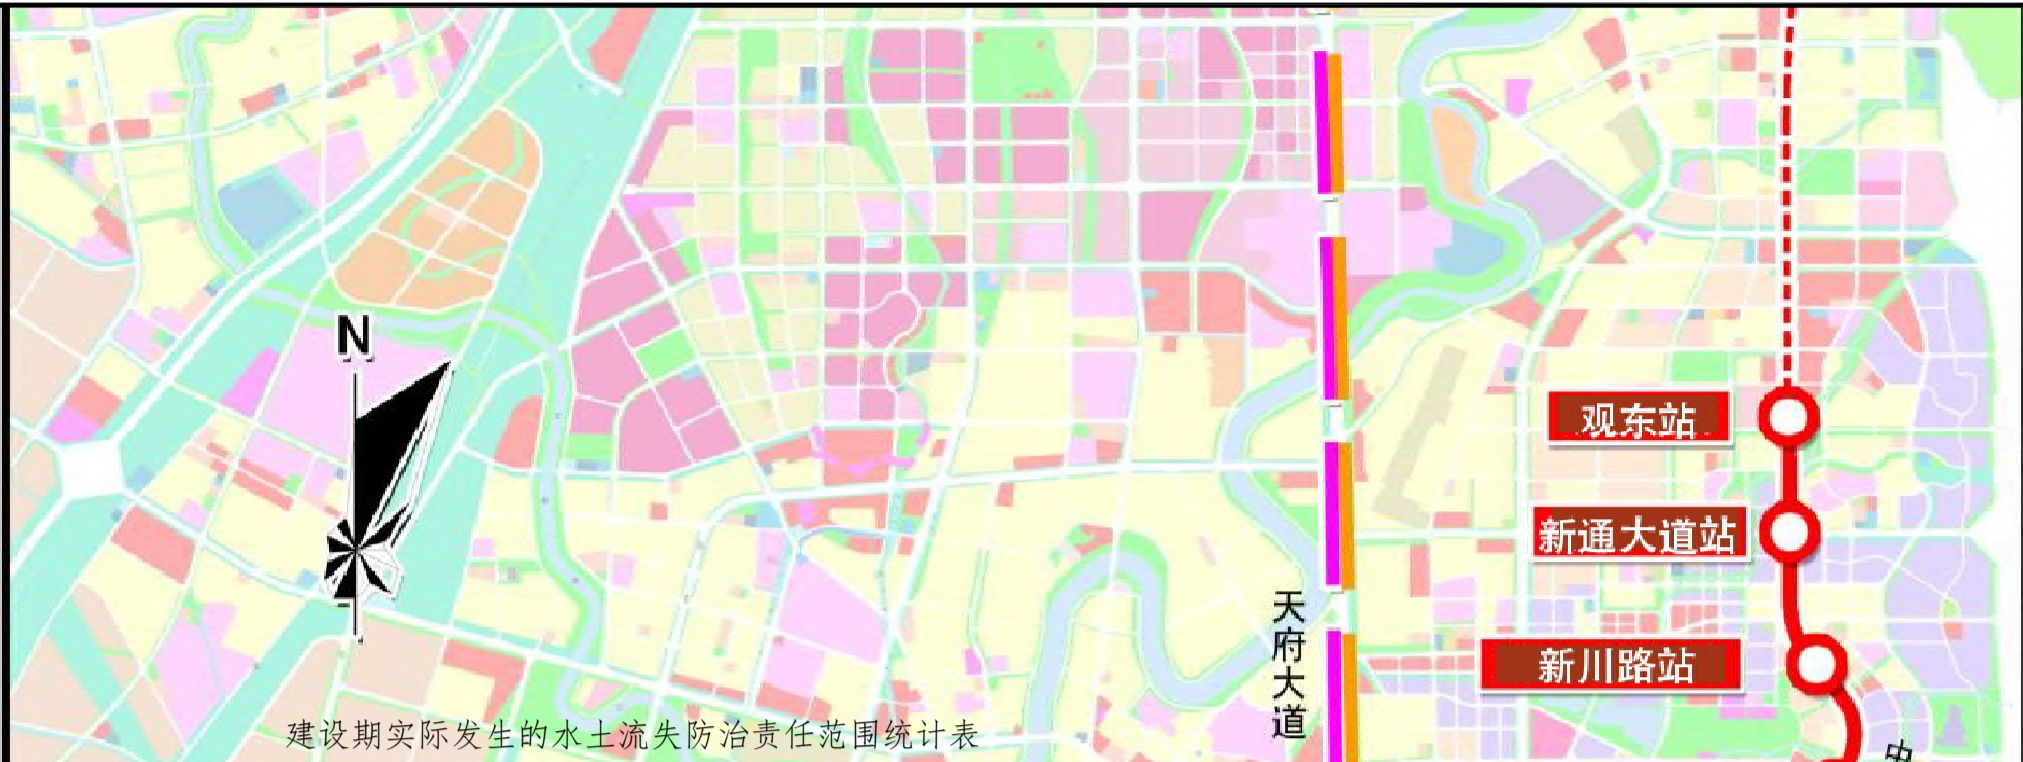 N
观东站
新通大道站
新川路站
天府大道
建设期实际发生的水土流失防治责任范围统计表
中